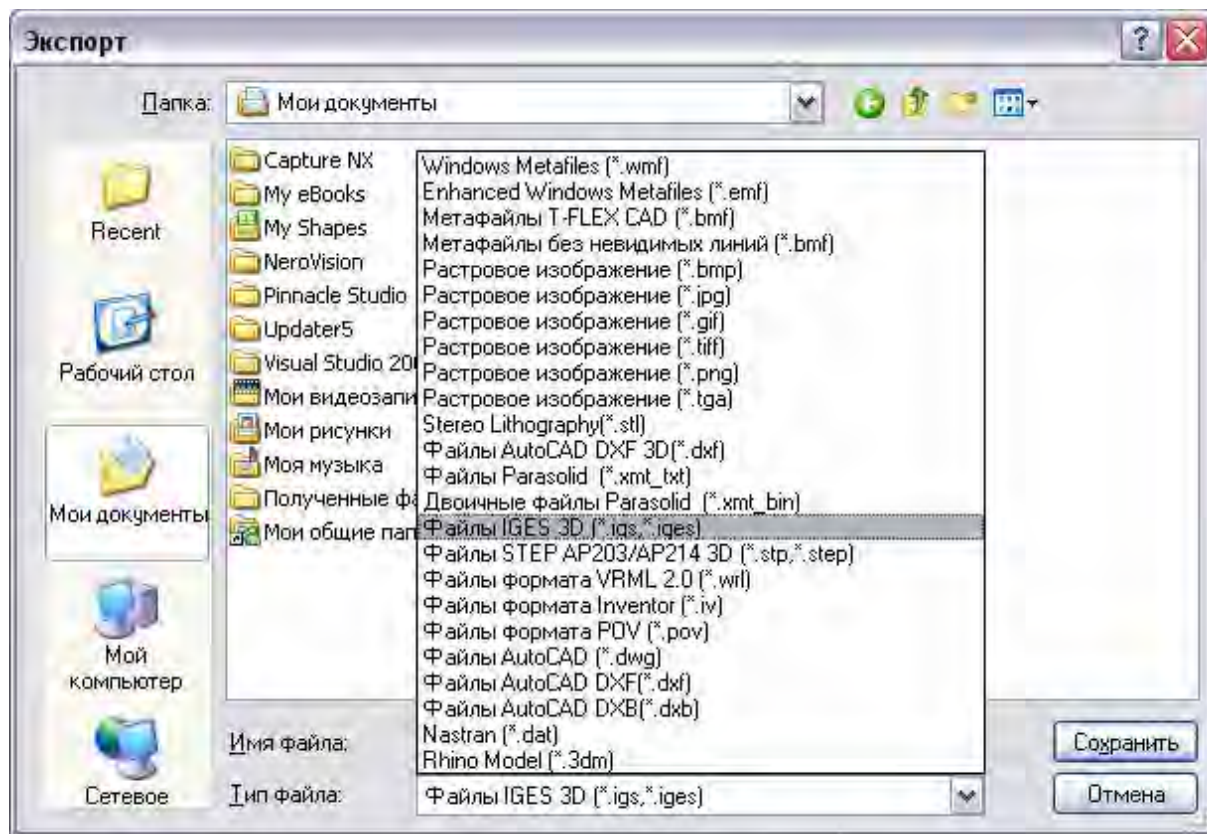 Экспорт
Папка: Мои документы
Recent
Рабочий стол
Мои документы
Мой
компьютер
Сетевое
Capture NX
My eBooks
My Shapes
NeroVision
Pinnacle Studio
Updater5
Visual Studio 20
Мои видеозапи
Мои рисунки
Моя музыка
Полученные ф
Мои общие пап
Windows Metafiles (*.wmf)
Enhanced Windows Metafiles (*.emf)
Метафайлы T-FLEX CAD (*.bmf)
Метафайлы без невидимых линий (*.bmf)
Растровое изображение (*.bmp)
Растровое изображение (*.jpg)
Растровое изображение (*.gif)
Растровое изображение (*.tiff)
Растровое изображение (*.png)
Растровое изображение (*.tga)
Stereo Lithography(*.stl)
Файлы AutoCAD DXF 3D(*.dxf)
Файлы Parasolid (*.xmt_txt)
Двоичные файлы Parasolid (*.xmt_bin)
Файлы IGES 3D (*.igs,*.iges)
Файлы STEP AP203/AP214 3D (*.stp,*.step)
Файлы формата VRML 2.0 (*.wrl)
Файлы формата Inventor (*.iv)
Файлы формата POV (*.pov)
Файлы AutoCAD (*.dwg)
Файлы AutoCAD DXF(*.dxf)
Файлы AutoCAD DXB(*.dxb)
Nastran (*.dat)
Rhino Model (*.3dm)
Имя файла:
Сохранить
Тип файла: Файлы IGES 3D (*.igs,*.iges)
Отмена